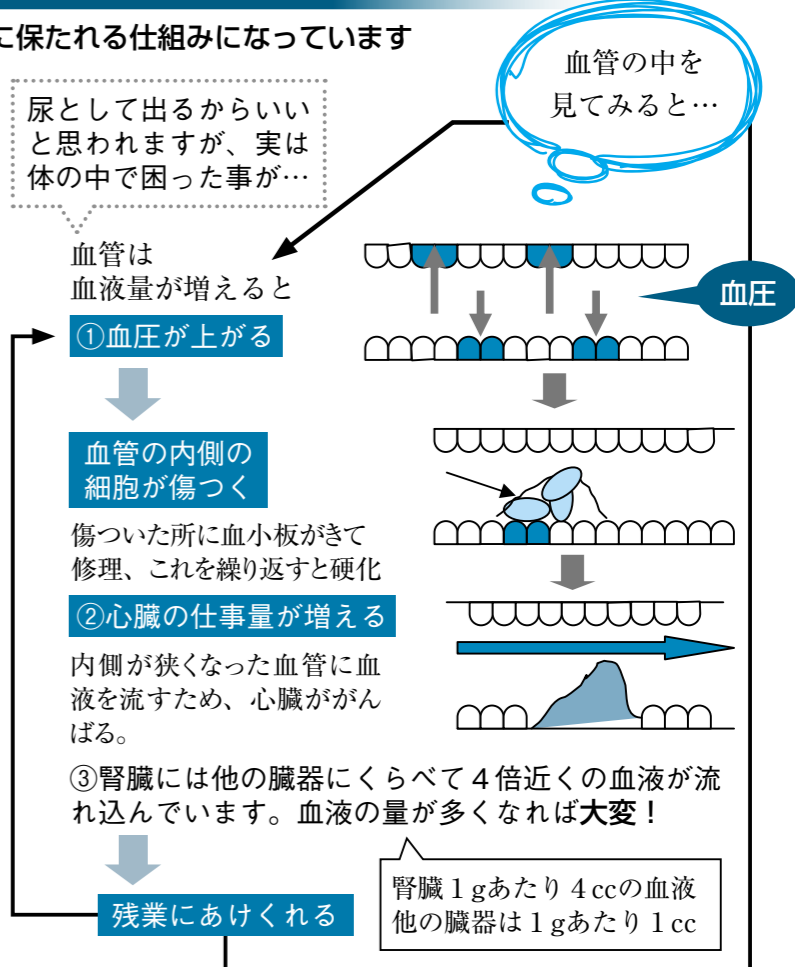 に保たれる仕組みになっています
血管の中を
見てみると…
尿として出るからいい
と思われますが、実は
体の中で困った事が…
血管は
血液量が増えると
①血圧が上がる
血圧
血管の内側の
細胞が傷つく
傷ついた所に血小板がきて
修理、これを繰り返すと硬化
②心臓の仕事量が増える
内側が狭くなった血管に血
液を流すため、心臓ががん
ばる。
③腎臓には他の臓器にくらべて４倍近くの血液が流
れ込んでいます。血液の量が多くなれば大変！
腎臓１gあたり４ccの血液
他の臓器は１gあたり１cc
残業にあけくれる